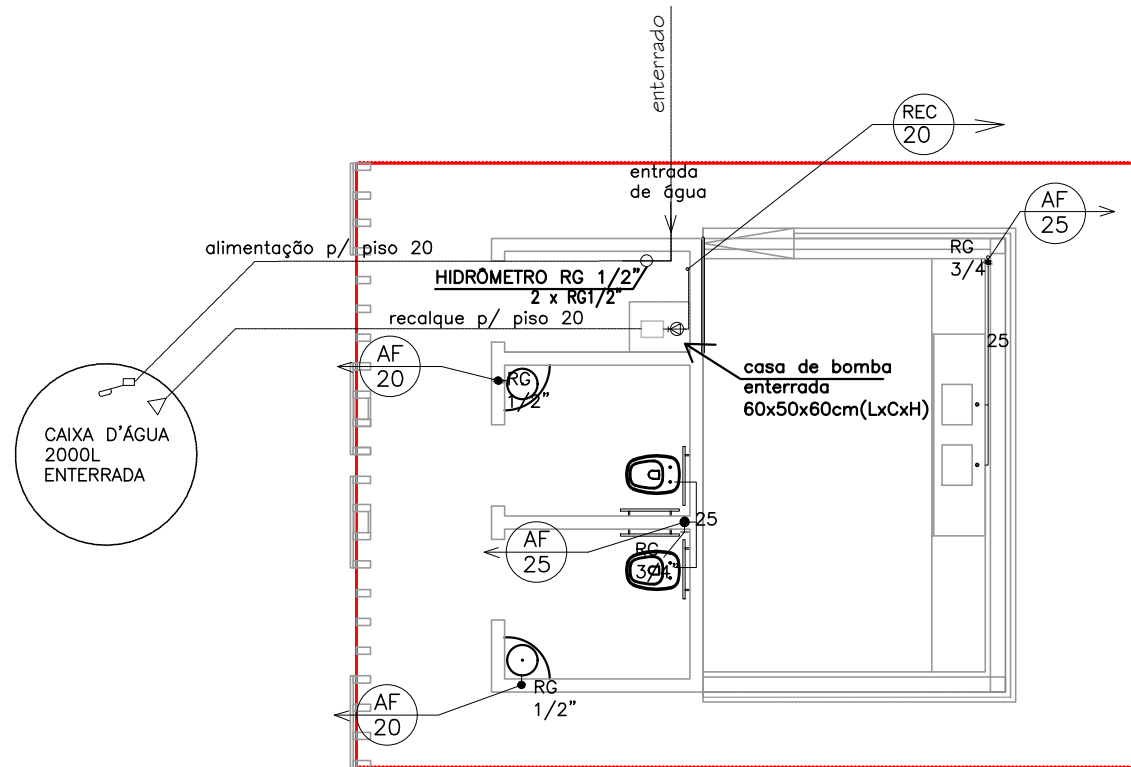 enterrado
REC
20
entrada
de água
AF
25
alimentação p/ piso 20
RG
3/4"
HIDRÔMETRO RG 1/2"
2 x RG1/2"
recalque p/ piso 20
25
AF
20
RG
1/2"
casa de bomba
enterrada
60x50x60cm(LxCxH)
CAIXA D'ÁGUA
2000L
ENTERRADA
25
AF
25
RG
3/4"
RG
1/2"
AF
20